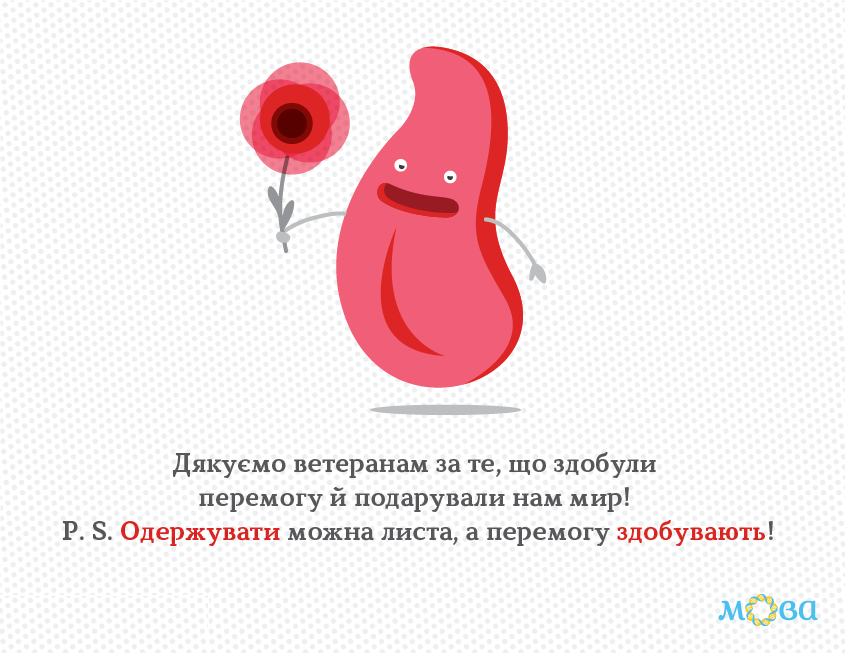 Дякуємо ветеранам за те, що здобули
перемогу й подарували нам мир!
P. S. Одержувати можна листа, а перемогу здобувають!
мова